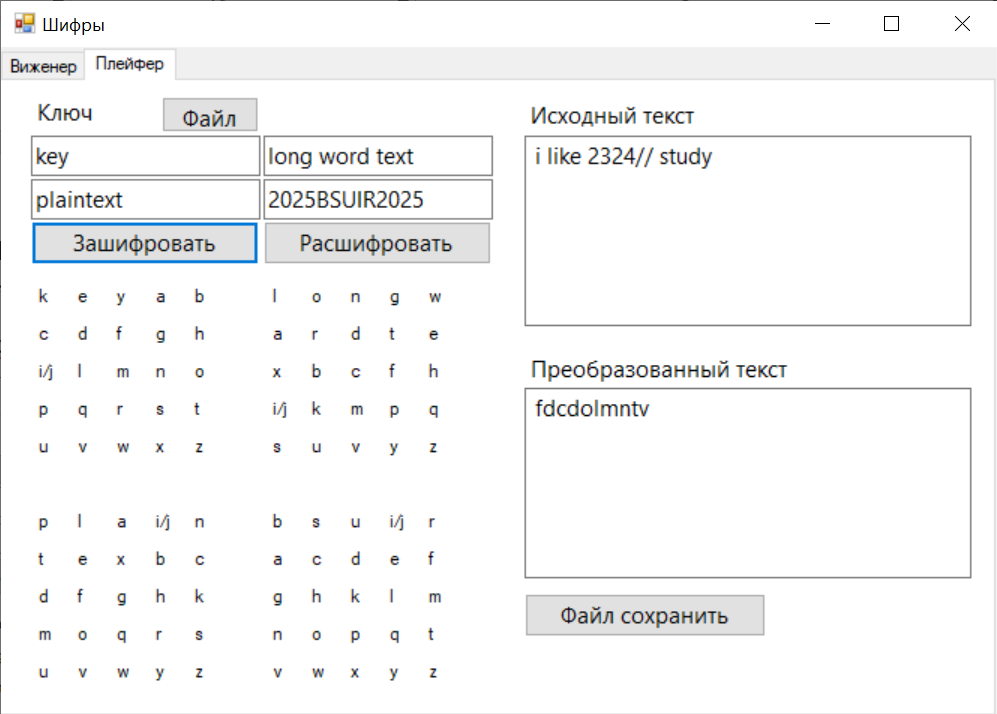 Шифры
Виженер Плейфер
Ключ Файл
key long word text
plaintext 2025BSUIR2025
Зашифровать Расшифровать
k e y a b l o n g w
c d f g h a r d t e
i/j l m n o x b c f h
p q r s t i/j k m p q
u v w x z s u v y z
p l a i/j n b s u i/j r
t e x b c a c d e f
d f g h k g h k l m
m o q r s n o p q t
u v w y z v w x y z
Исходный текст
i like 2324// study
Преобразованный текст
fdcdolmntv
Файл сохранить